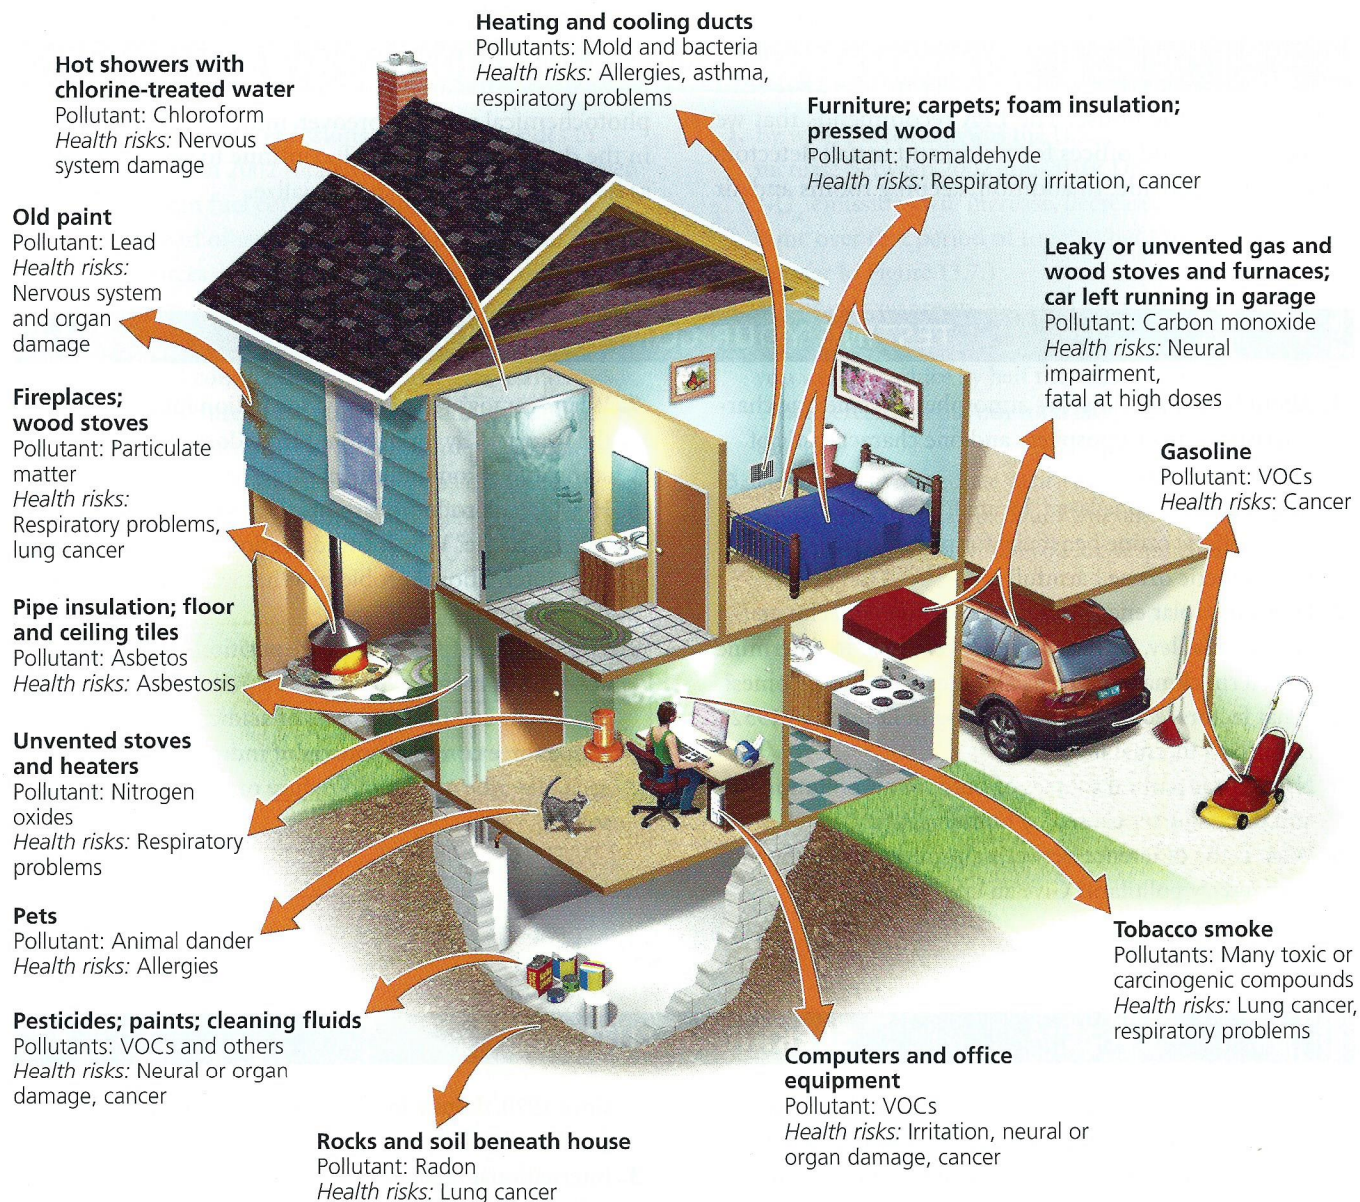 Heating and cooling ducts
Pollutants: Mold and bacteria
Health risks: Allergies, asthma,
respiratory problems
Hot showers with
chlorine-treated water
Pollutant: Chloroform
Health risks: Nervous
system damage
Furniture; carpets; foam insulation;
pressed wood
Pollutant: Formaldehyde
Health risks: Respiratory irritation, cancer
Old paint
Pollutant: Lead
Health risks:
Nervous system
and organ
damage
Leaky or unvented gas and
wood stoves and furnaces;
car left running in garage
Pollutant: Carbon monoxide
Health risks: Neural
impairment,
fatal at high doses
Fireplaces;
wood stoves
Pollutant: Particulate
matter
Health risks:
Respiratory problems,
lung cancer
Gasoline
Pollutant: VOCs
Health risks: Cancer
Pipe insulation; floor
and ceiling tiles
Pollutant: Asbetos
Health risks: Asbestosis
Unvented stoves
and heaters
Pollutant: Nitrogen
oxides
Health risks: Respiratory
problems
Pets
Pollutant: Animal dander
Health risks: Allergies
Tobacco smoke
Pollutants: Many toxic or
carcinogenic compounds
Health risks: Lung cancer,
respiratory problems
Pesticides; paints; cleaning fluids
Pollutants: VOCs and others
Health risks: Neural or organ
damage, cancer
Computers and office
equipment
Pollutant: VOCs
Health risks: Irritation, neural or
organ damage, cancer
Rocks and soil beneath house
Pollutant: Radon
Health risks: Lung cancer